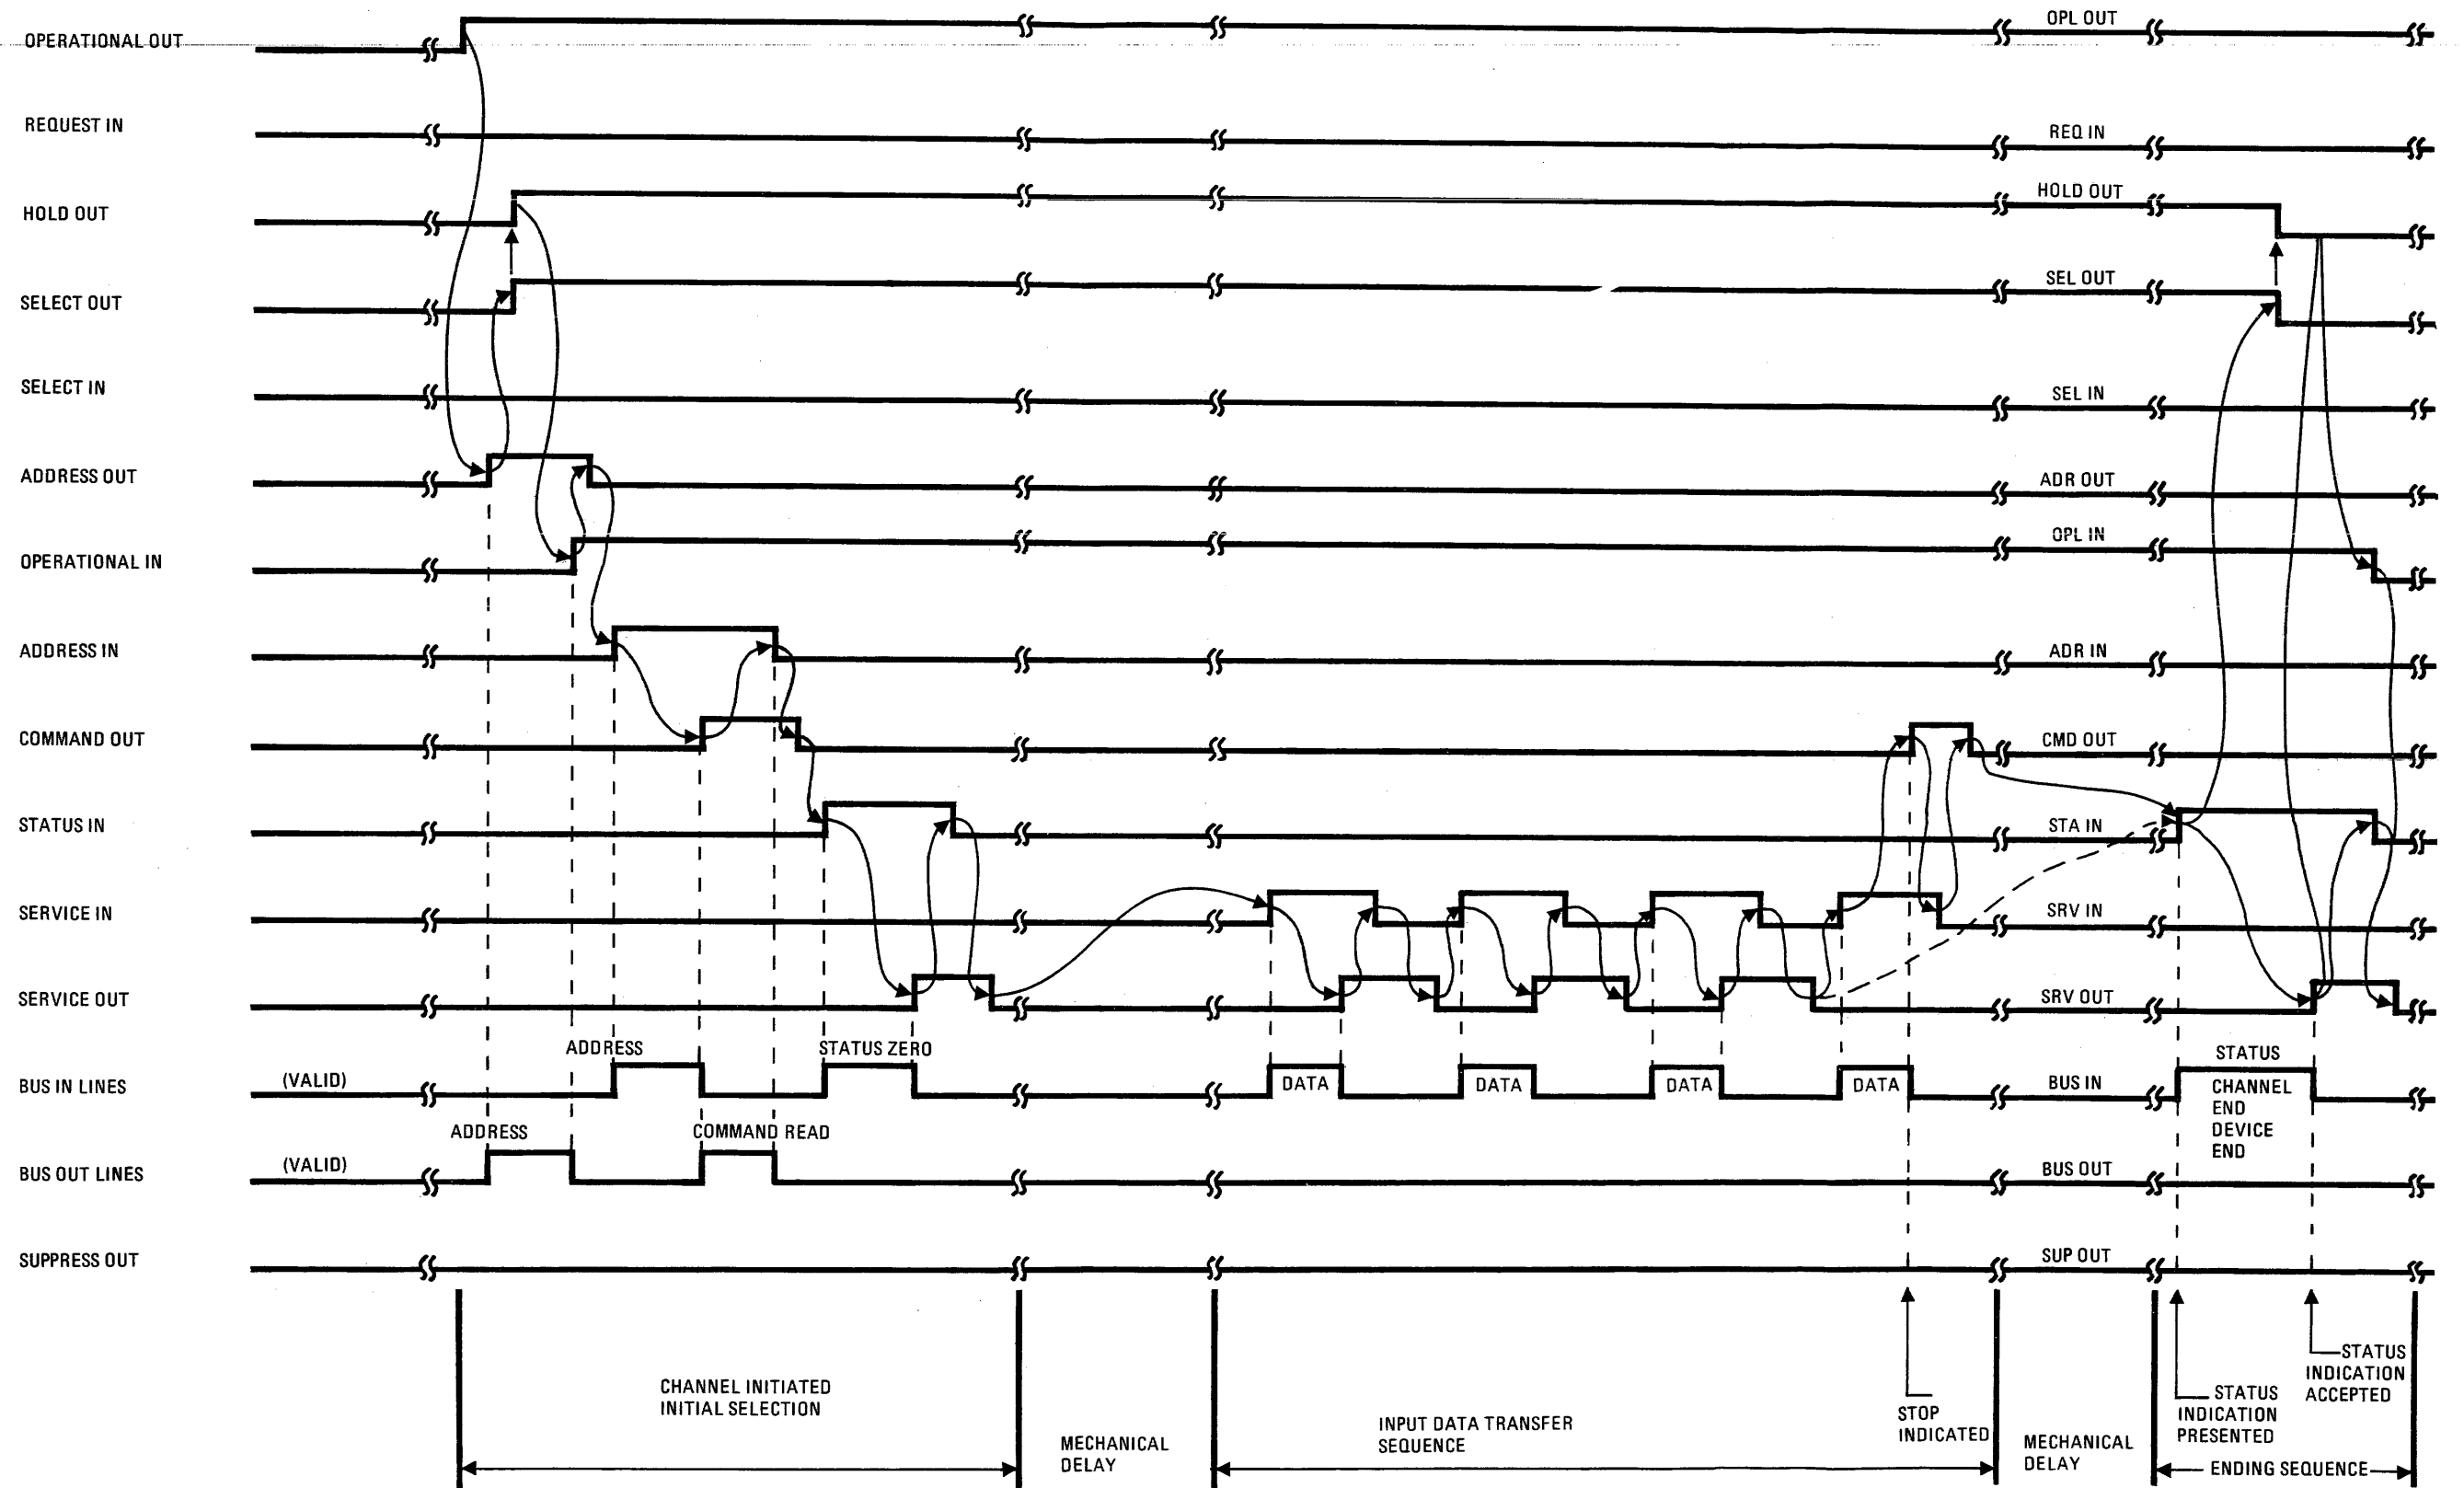 OPERATIONAL OUT
OPL OUT
REQUEST IN
REQ IN
HOLD OUT
HOLD OUT
SELECT OUT
SEL OUT
SELECT IN
SEL IN
ADDRESS OUT
ADR OUT
OPERATIONAL IN
OPL IN
ADDRESS IN
ADR IN
COMMAND OUT
CMD OUT
STATUS IN
STA IN
SERVICE IN
SRV IN
SERVICE OUT
SRV OUT
ADDRESS
STATUS ZERO
STATUS
BUS IN LINES
(VALID)
DATA
DATA
DATA
DATA
BUS IN
CHANNEL
END
DEVICE
END
ADDRESS
COMMAND READ
BUS OUT LINES
(VALID)
BUS OUT
SUPPRESS OUT
SUP OUT
CHANNEL INITIATED
INITIAL SELECTION
MECHANICAL
DELAY
INPUT DATA TRANSFER
SEQUENCE
STOP
INDICATED
MECHANICAL
DELAY
STATUS
INDICATION
PRESENTED
STATUS
INDICATION
ACCEPTED
ENDING SEQUENCE